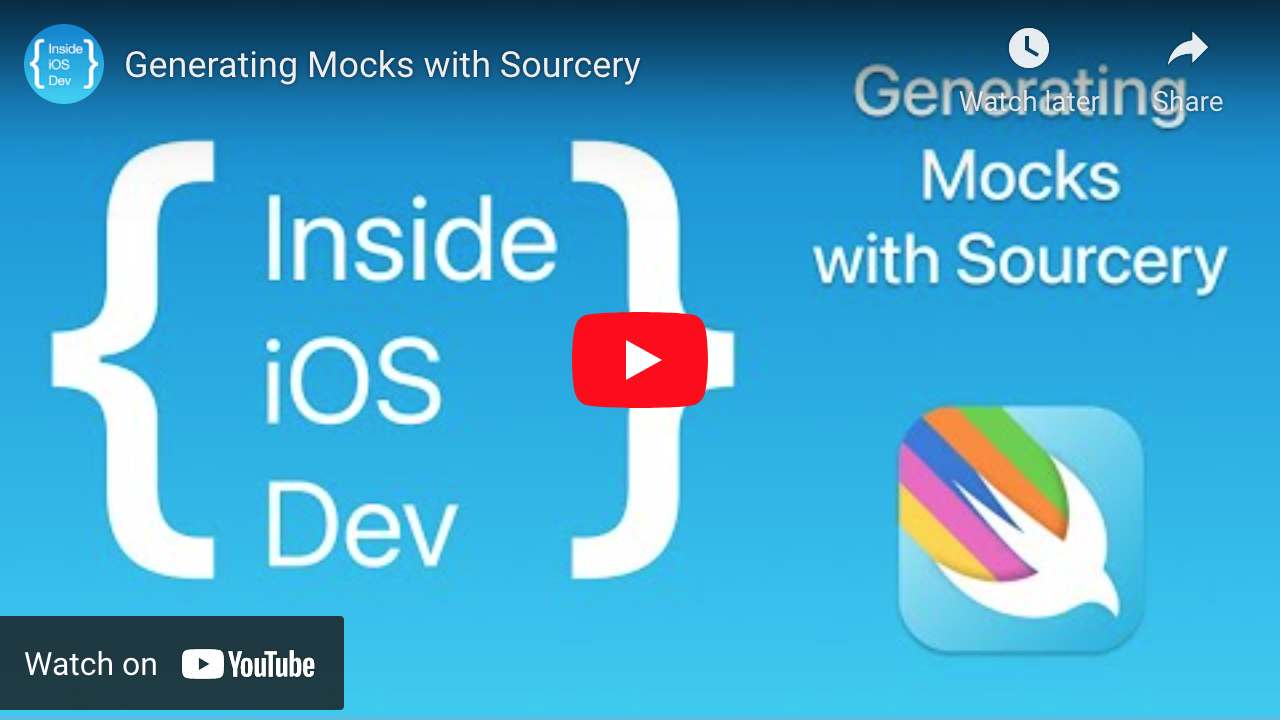 Inside
iOS
Dev
Generating Mocks with Sourcery
Watch later
Share
Generating
Mocks
with Sourcery
Inside
iOS
Dev
Watch on YouTube